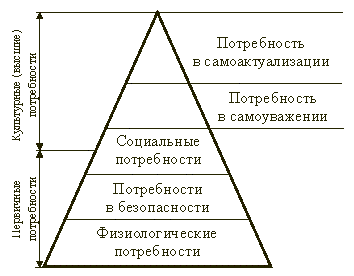 Потребность
в самоактуализации
Потребность
в самоуважении
Социальные
потребности
Потребности
в безопасности
Физиологические
потребности
Культурные (высшие)
потребности
Первичные
потребности